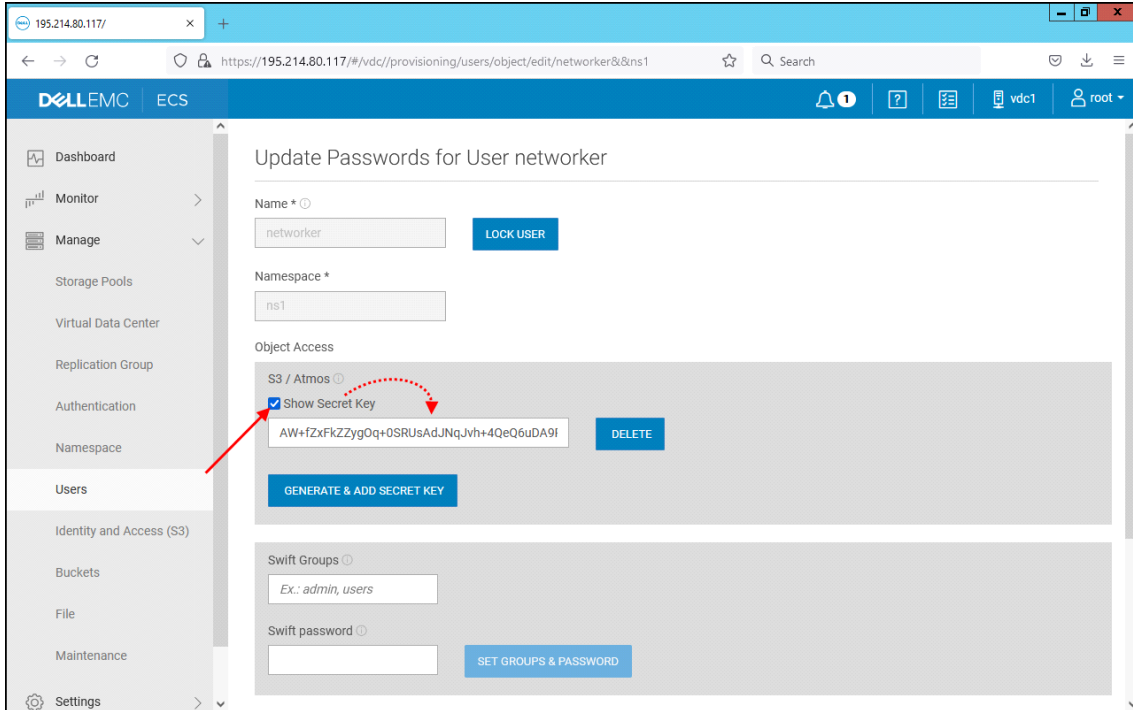 195.214.80.117/
https://195.214.80.117/#/vdc//provisioning/users/object/edit/networker&&ns1
Search
DELLEMC ECS
1
?
vdc1
root
Dashboard
Monitor
Manage
Storage Pools
Virtual Data Center
Replication Group
Authentication
Namespace
Users
Identity and Access (S3)
Buckets
File
Maintenance
Settings
Update Passwords for User networker
Name *
networker
LOCK USER
Namespace *
ns1
Object Access
S3 / Atmos
Show Secret Key
AW+fZxFkZZygOq+0SRUsAdJNqJvh+4QeQ6uDA9F
DELETE
GENERATE & ADD SECRET KEY
Swift Groups
Ex.: admin, users
Swift password
SET GROUPS & PASSWORD